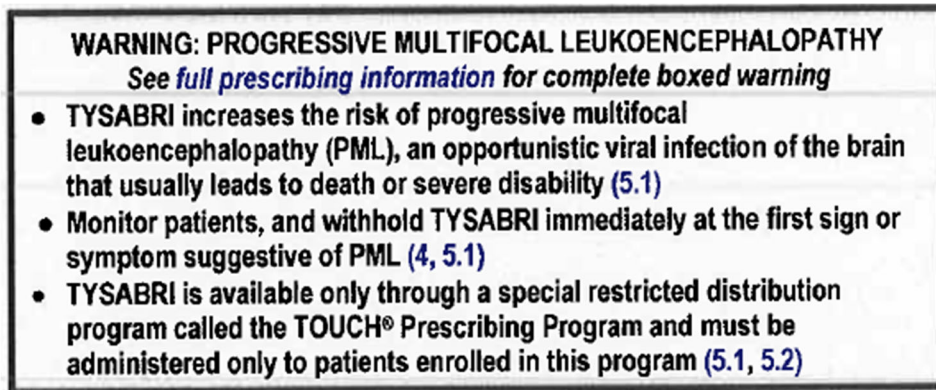 WARNING: PROGRESSIVE MULTIFOCAL LEUKOENCEPHALOPATHY
See full prescribing information for complete boxed warning
• TYSABRI increases the risk of progressive multifocal
leukoencephalopathy (PML), an opportunistic viral infection of the brain
that usually leads to death or severe disability (5.1)
• Monitor patients, and withhold TYSABRI immediately at the first sign or
symptom suggestive of PML (4, 5.1)
• TYSABRI is available only through a special restricted distribution
program called the TOUCH® Prescribing Program and must be
administered only to patients enrolled in this program (5.1, 5.2)